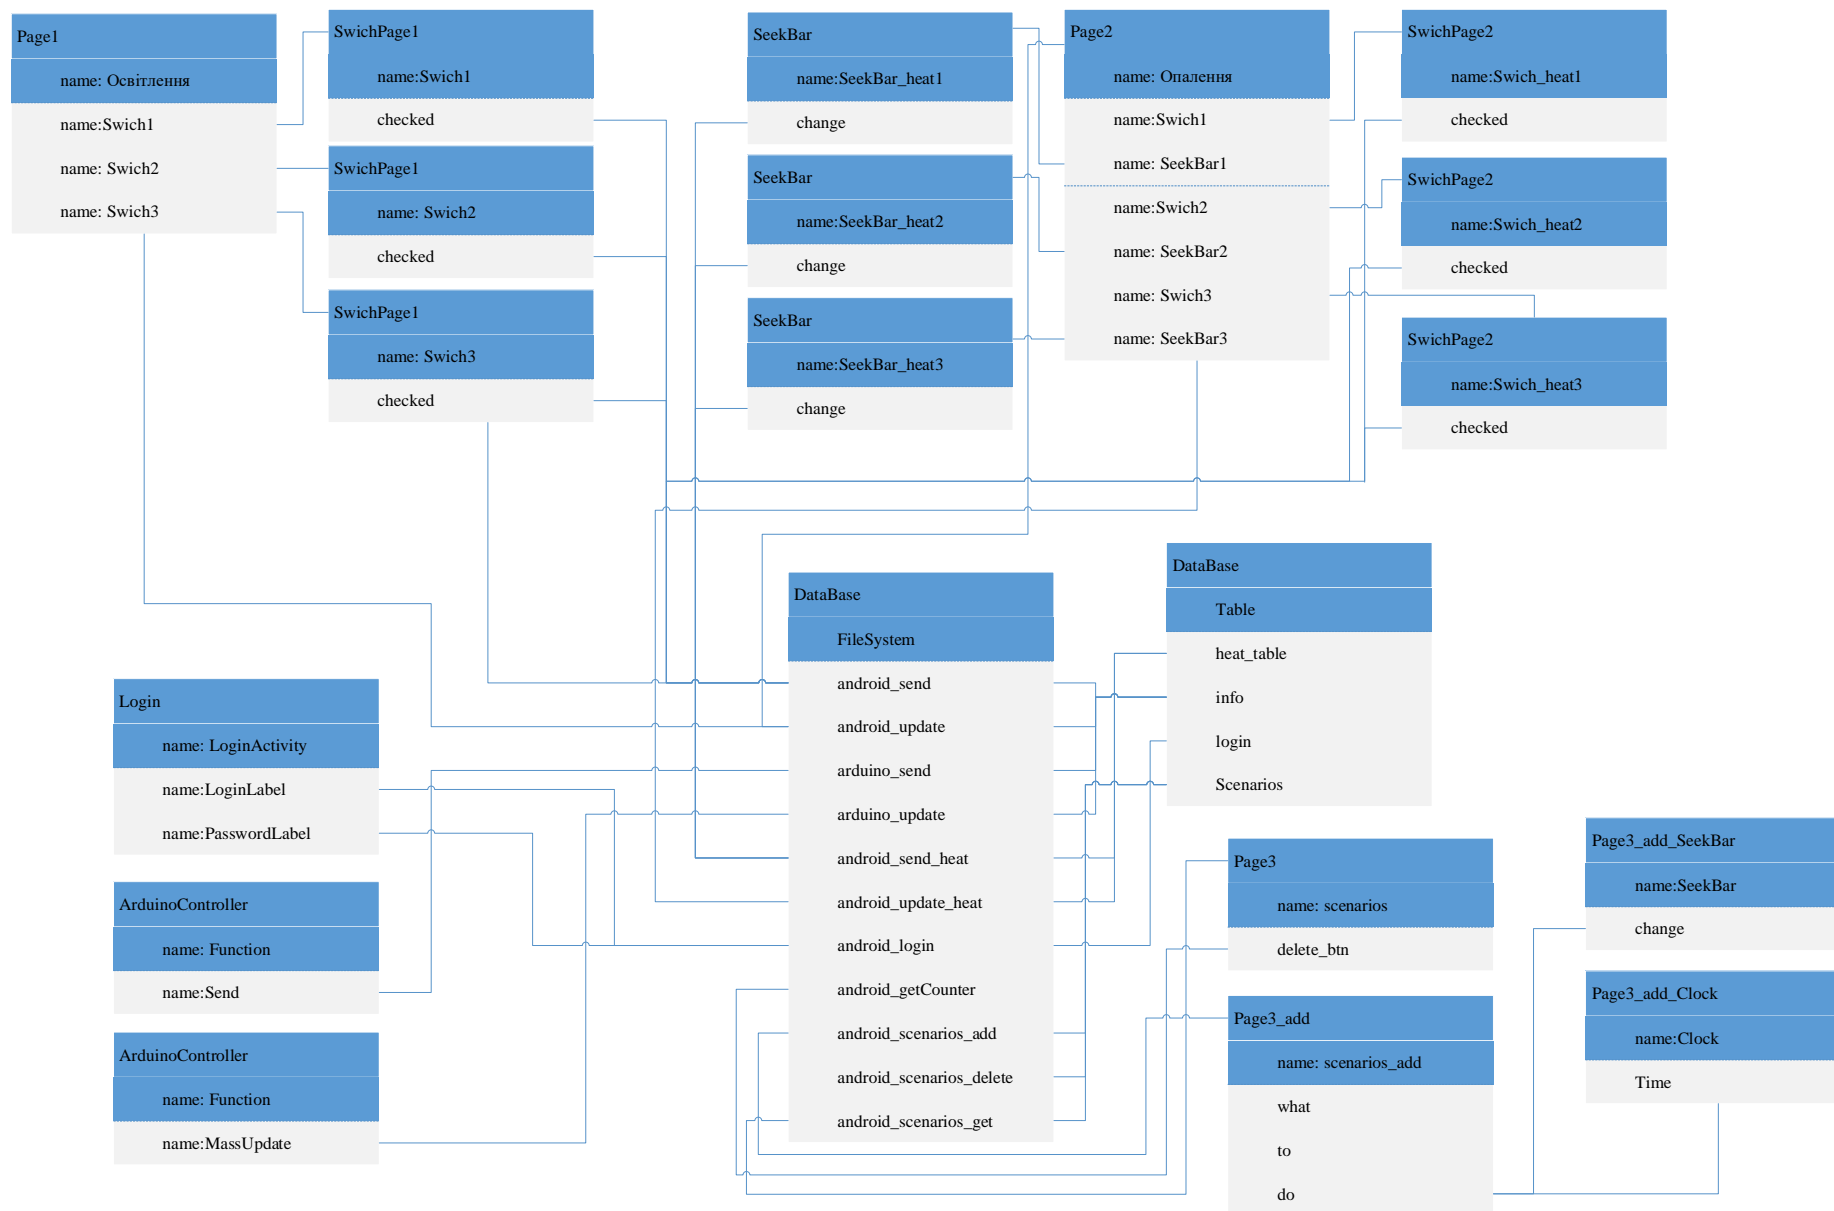 Page1
name: Освітлення
name:Swich1
name: Swich2
name: Swich3
SwichPage1
name:Swich1
checked
SwichPage1
name: Swich2
checked
SwichPage1
name: Swich3
checked
SeekBar
name:SeekBar_heat1
change
SeekBar
name:SeekBar_heat2
change
SeekBar
name:SeekBar_heat3
change
Page2
name: Опалення
name:Swich1
name: SeekBar1
name:Swich2
name: SeekBar2
name: Swich3
name: SeekBar3
SwichPage2
name:Swich_heat1
checked
SwichPage2
name:Swich_heat2
checked
SwichPage2
name:Swich_heat3
checked
Login
name: LoginActivity
name:LoginLabel
name:PasswordLabel
ArduinoController
name: Function
name:Send
ArduinoController
name: Function
name:MassUpdate
DataBase
FileSystem
android_send
android_update
arduino_send
arduino_update
android_send_heat
android_update_heat
android_login
android_getCounter
android_scenarios_add
android_scenarios_delete
android_scenarios_get
DataBase
Table
heat_table
info
login
Scenarios
Page3
name: scenarios
delete_btn
Page3_add
name: scenarios_add
what
to
do
Page3_add_SeekBar
name:SeekBar
change
Page3_add_Clock
name:Clock
Time